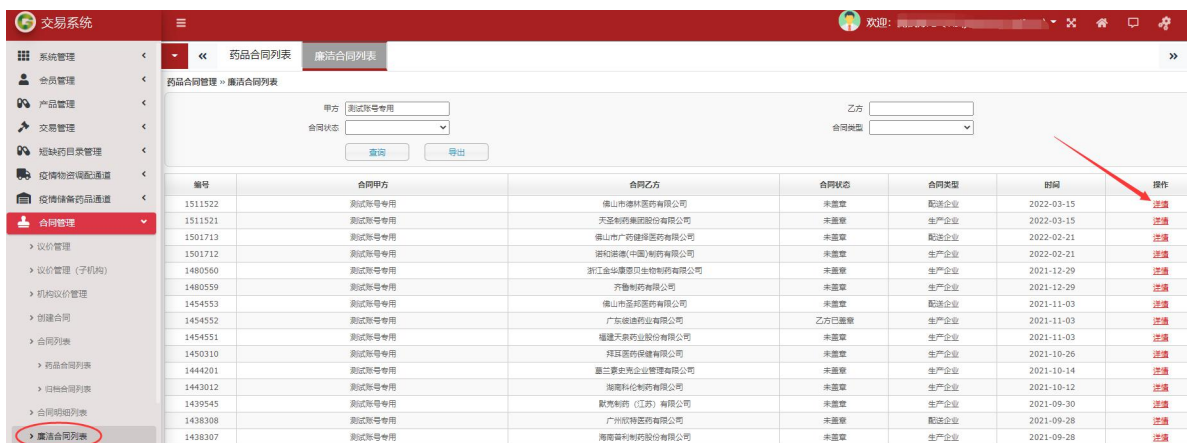 交易系统
欢迎:
系统管理
会员管理
产品管理
交易管理
短缺药目录管理
疫情物资调配通道
疫情储备药品通道
合同管理
议价管理
议价管理（子机构）
机构议价管理
创建合同
合同列表
药品合同列表
归档合同列表
合同明细列表
廉洁合同列表
药品合同列表 廉洁合同列表
药品合同管理 » 廉洁合同列表
甲方 测试账号专用 乙方
合同状态 合同类型
查询 导出
编号 合同甲方 合同乙方 合同状态 合同类型 时间 操作
1511522 测试账号专用 佛山市德林医药有限公司 未盖章 配送企业 2022-03-15 详情
1511521 测试账号专用 天圣制药集团股份有限公司 未盖章 生产企业 2022-03-15 详情
1501713 测试账号专用 佛山市广药健择医药有限公司 未盖章 配送企业 2022-02-21 详情
1501712 测试账号专用 诺和诺德(中国)制药有限公司 未盖章 生产企业 2022-02-21 详情
1480560 测试账号专用 浙江金华康恩贝生物制药有限公司 未盖章 生产企业 2021-12-29 详情
1480559 测试账号专用 齐鲁制药有限公司 未盖章 生产企业 2021-12-29 详情
1454553 测试账号专用 佛山市圣邦医药有限公司 未盖章 配送企业 2021-11-03 详情
1454552 测试账号专用 广东彼迪药业有限公司 乙方已盖章 生产企业 2021-11-03 详情
1454551 测试账号专用 福建天泉药业股份有限公司 未盖章 生产企业 2021-11-03 详情
1450310 测试账号专用 拜耳医药保健有限公司 未盖章 生产企业 2021-10-26 详情
1444201 测试账号专用 葛兰素史克企业管理有限公司 未盖章 生产企业 2021-10-14 详情
1443012 测试账号专用 湖南科伦制药有限公司 未盖章 生产企业 2021-10-12 详情
1439545 测试账号专用 默克制药（江苏）有限公司 未盖章 生产企业 2021-09-30 详情
1438308 测试账号专用 广州欣特医药有限公司 未盖章 配送企业 2021-09-28 详情
1438307 测试账号专用 海南普利制药股份有限公司 未盖章 生产企业 2021-09-28 详情